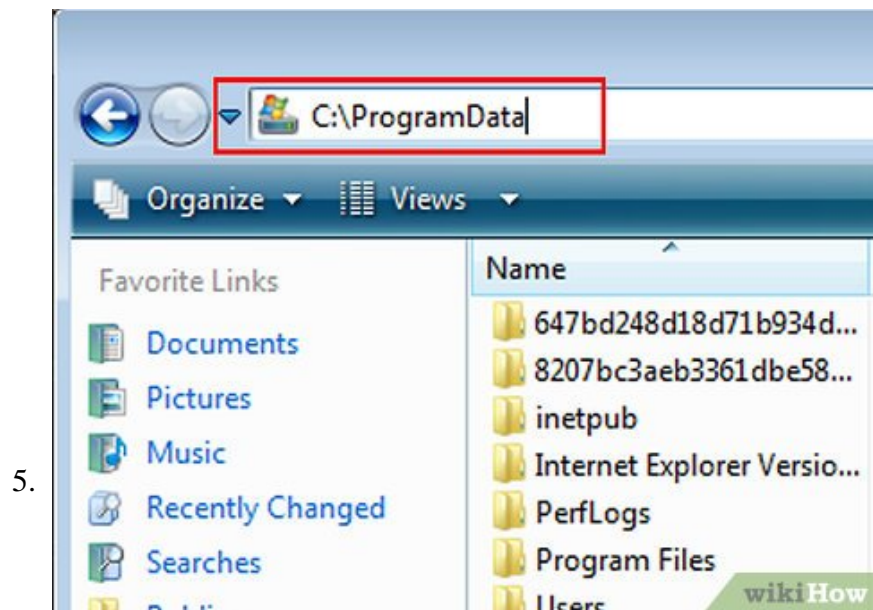 C:\ProgramData
Organize Views
Favorite Links
Name
Documents
647bd248d18d71b934d...
8207bc3aeb3361dbe58...
Pictures
inetpub
Music
Internet Explorer Versio...
5.
Recently Changed
PerfLogs
Searches
Program Files
Users
wikiHow